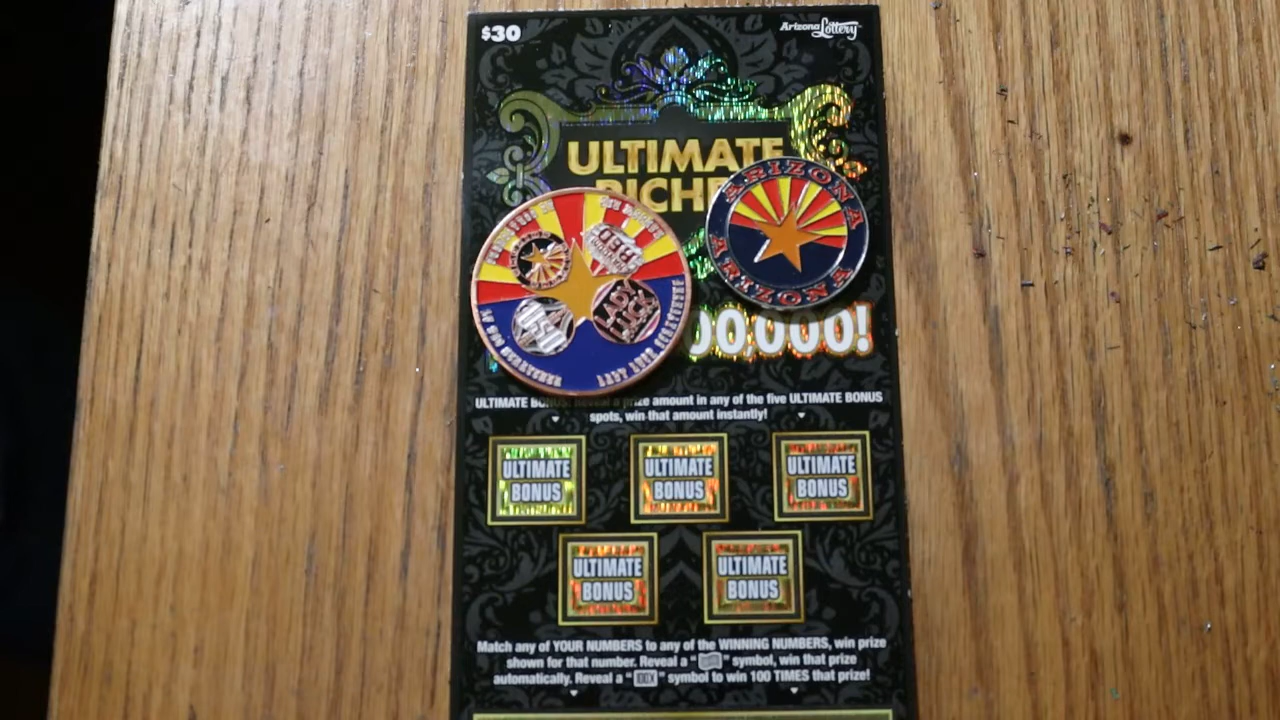 $30
Arizona Lottery
ULTIMATE
ARIZONA
ARIZONA
LADY
LUCK
00,000!
ULTIMATE BONUS: Reveal a prize amount in any of the five ULTIMATE BONUS
spots, win that amount instantly!
ULTIMATE
BONUS
ULTIMATE
BONUS
ULTIMATE
BONUS
ULTIMATE
BONUS
ULTIMATE
BONUS
Match any of YOUR NUMBERS to any of the WINNING NUMBERS, win prize
shown for that number. Reveal a " " symbol, win that prize
automatically. Reveal a "100X" symbol to win 100 TIMES that prize!